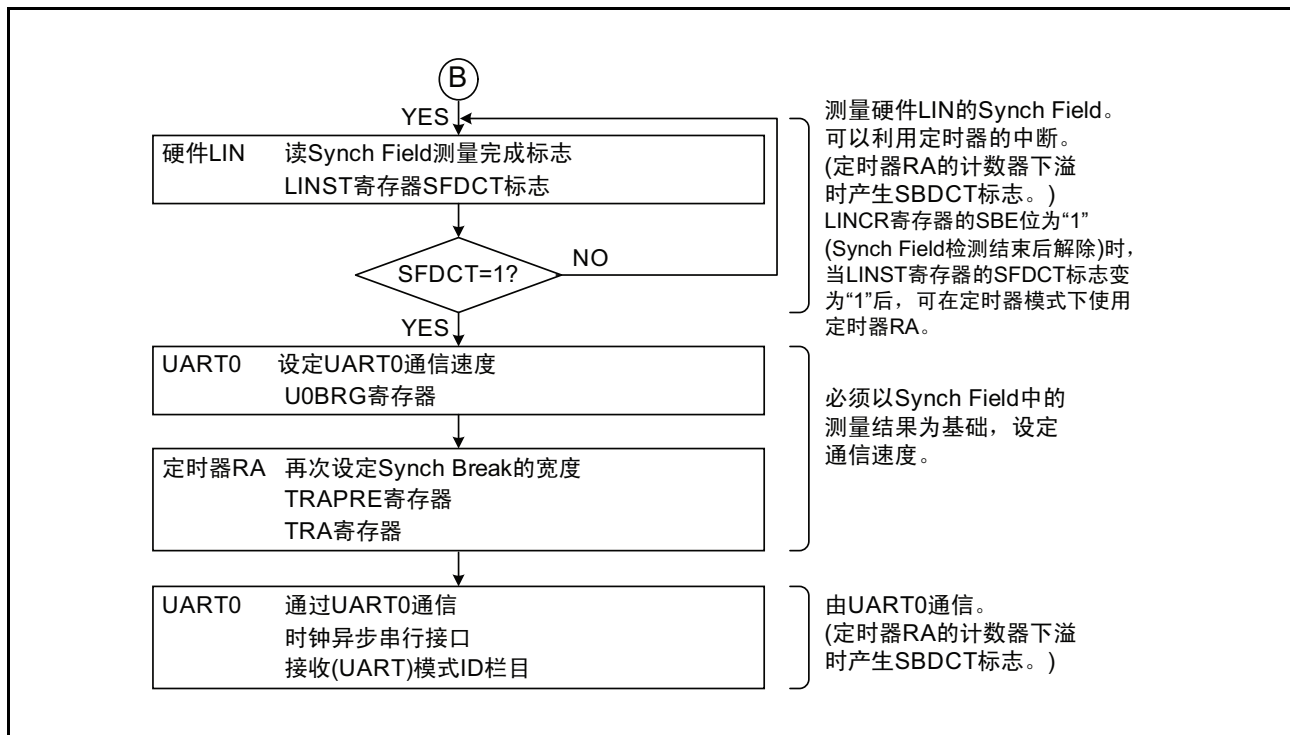 B
YES
硬件LIN 读Synch Field测量完成标志
LINST寄存器SFDCT标志
SFDCT=1?
NO
YES
测量硬件LIN的Synch Field。
可以利用定时器的中断。
(定时器RA的计数器下溢
时产生SBDCT标志。)
LINCR寄存器的SBE位为“1”
(Synch Field检测结束后解除)时，
当LINST寄存器的SFDCT标志变
为“1”后，可在定时器模式下使用
定时器RA。
UART0 设定UART0通信速度
U0BRG寄存器
定时器RA 再次设定Synch Break的宽度
TRAPRE寄存器
TRA寄存器
必须以Synch Field中的
测量结果为基础，设定
通信速度。
UART0 通过UART0通信
时钟异步串行接口
接收(UART)模式ID栏目
由UART0通信。
(定时器RA的计数器下溢
时产生SBDCT标志。)